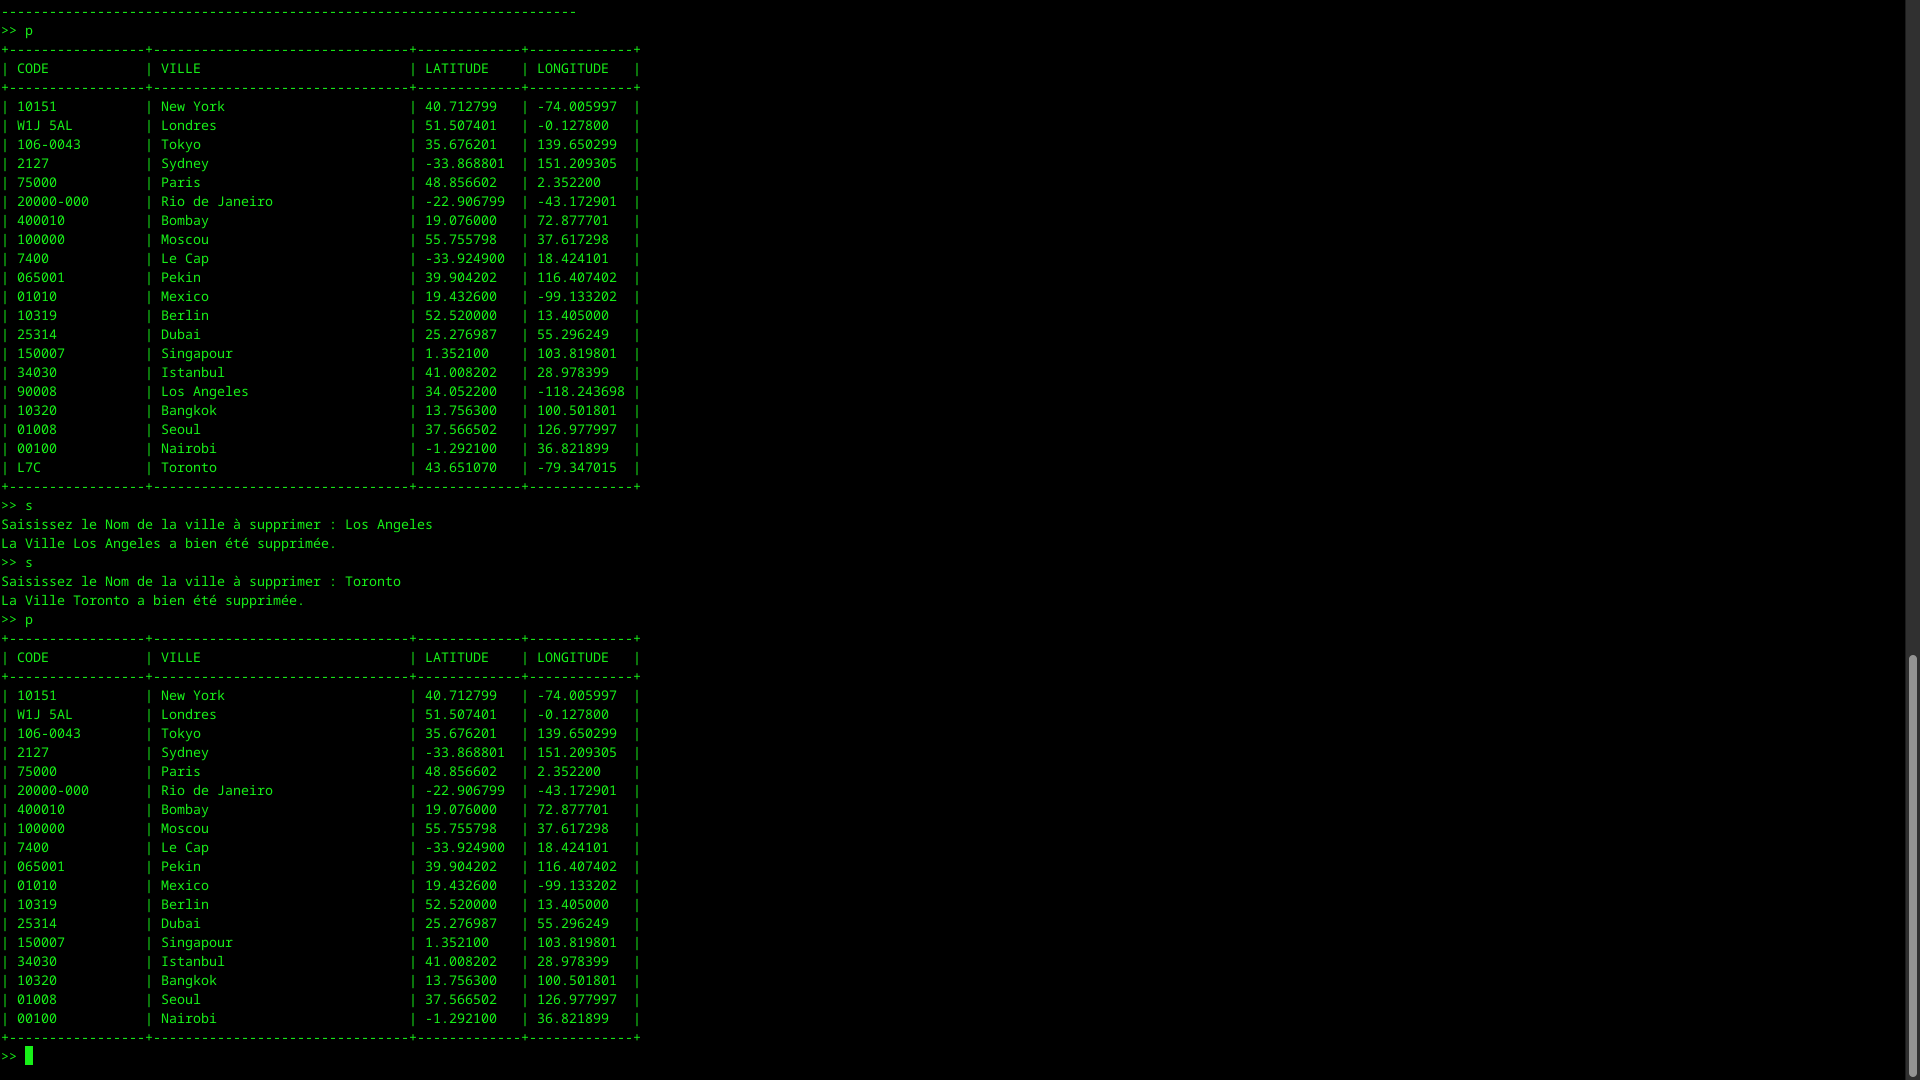 ------------------------------------------------------------------------
>> p
+-----------------+--------------------------------+-------------+-------------+
| CODE            | VILLE                          | LATITUDE    | LONGITUDE   |
+-----------------+--------------------------------+-------------+-------------+
| 10151           | New York                       | 40.712799   | -74.005997  |
| W1J 5AL         | Londres                        | 51.507401   | -0.127800   |
| 106-0043        | Tokyo                          | 35.676201   | 139.650299  |
| 2127            | Sydney                         | -33.868801  | 151.209305  |
| 75000           | Paris                          | 48.856602   | 2.352200    |
| 20000-000       | Rio de Janeiro                 | -22.906799  | -43.172901  |
| 400010          | Bombay                         | 19.076000   | 72.877701   |
| 100000          | Moscou                         | 55.755798   | 37.617298   |
| 7400            | Le Cap                         | -33.924900  | 18.424101   |
| 065001          | Pekin                          | 39.904202   | 116.407402  |
| 01010           | Mexico                         | 19.432600   | -99.133202  |
| 10319           | Berlin                         | 52.520000   | 13.405000   |
| 25314           | Dubai                          | 25.276987   | 55.296249   |
| 150007          | Singapour                      | 1.352100    | 103.819801  |
| 34030           | Istanbul                       | 41.008202   | 28.978399   |
| 90008           | Los Angeles                    | 34.052200   | -118.243698 |
| 10320           | Bangkok                        | 13.756300   | 100.501801  |
| 01008           | Seoul                          | 37.566502   | 126.977997  |
| 00100           | Nairobi                        | -1.292100   | 36.821899   |
| L7C             | Toronto                        | 43.651070   | -79.347015  |
+-----------------+--------------------------------+-------------+-------------+
>> s
Saisissez le Nom de la ville à supprimer : Los Angeles
La Ville Los Angeles a bien été supprimée.
>> s
Saisissez le Nom de la ville à supprimer : Toronto
La Ville Toronto a bien été supprimée.
>> p
+-----------------+--------------------------------+-------------+-------------+
| CODE            | VILLE                          | LATITUDE    | LONGITUDE   |
+-----------------+--------------------------------+-------------+-------------+
| 10151           | New York                       | 40.712799   | -74.005997  |
| W1J 5AL         | Londres                        | 51.507401   | -0.127800   |
| 106-0043        | Tokyo                          | 35.676201   | 139.650299  |
| 2127            | Sydney                         | -33.868801  | 151.209305  |
| 75000           | Paris                          | 48.856602   | 2.352200    |
| 20000-000       | Rio de Janeiro                 | -22.906799  | -43.172901  |
| 400010          | Bombay                         | 19.076000   | 72.877701   |
| 100000          | Moscou                         | 55.755798   | 37.617298   |
| 7400            | Le Cap                         | -33.924900  | 18.424101   |
| 065001          | Pekin                          | 39.904202   | 116.407402  |
| 01010           | Mexico                         | 19.432600   | -99.133202  |
| 10319           | Berlin                         | 52.520000   | 13.405000   |
| 25314           | Dubai                          | 25.276987   | 55.296249   |
| 150007          | Singapour                      | 1.352100    | 103.819801  |
| 34030           | Istanbul                       | 41.008202   | 28.978399   |
| 10320           | Bangkok                        | 13.756300   | 100.501801  |
| 01008           | Seoul                          | 37.566502   | 126.977997  |
| 00100           | Nairobi                        | -1.292100   | 36.821899   |
+-----------------+--------------------------------+-------------+-------------+
>>